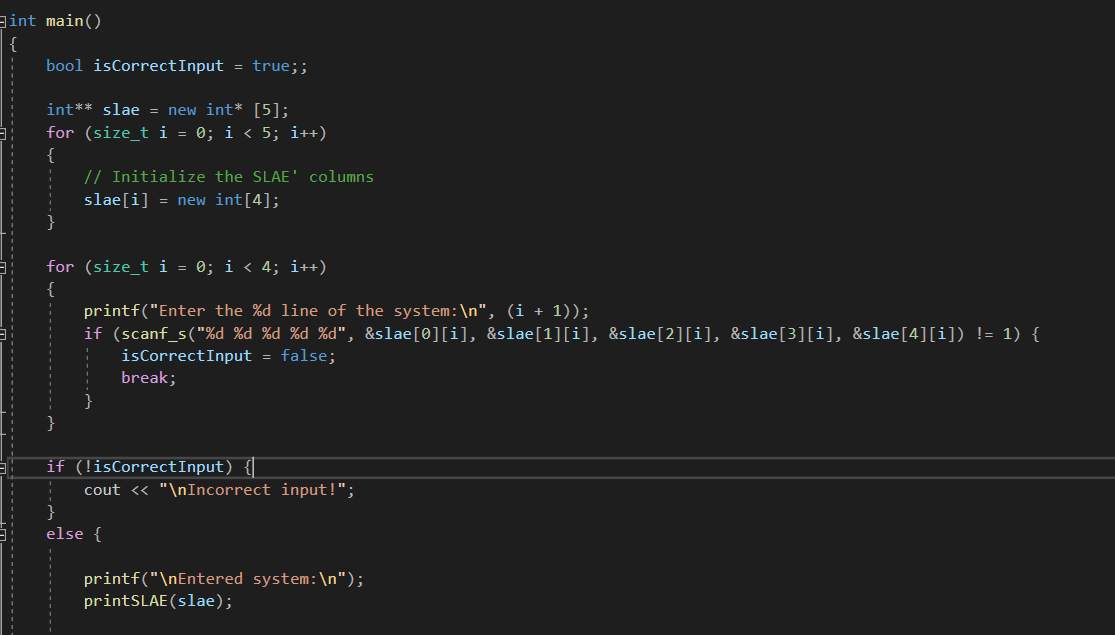 int main()
{
bool isCorrectInput = true;;
int** slae = new int* [5];
for (size_t i = 0; i < 5; i++)
{
// Initialize the SLAE' columns
slae[i] = new int[4];
}
for (size_t i = 0; i < 4; i++)
{
printf("Enter the %d line of the system:\n", (i + 1));
if (scanf_s("%d %d %d %d %d", &slae[0][i], &slae[1][i], &slae[2][i], &slae[3][i], &slae[4][i]) != 1) {
isCorrectInput = false;
break;
}
}
if (!isCorrectInput) {
cout << "\nIncorrect input!";
}
else {
printf("\nEntered system:\n");
printSLAE(slae);